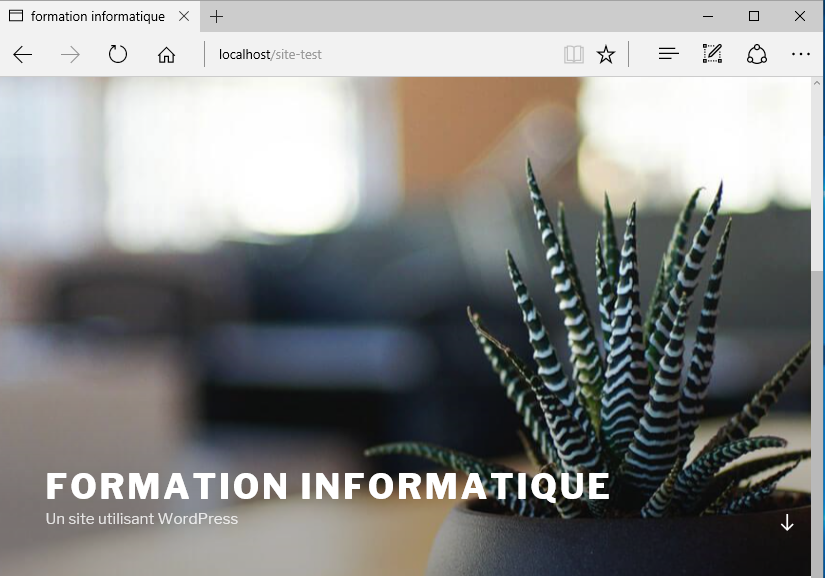 formation informatique
localhost/site-test
FORMATION INFORMATIQUE
Un site utilisant WordPress